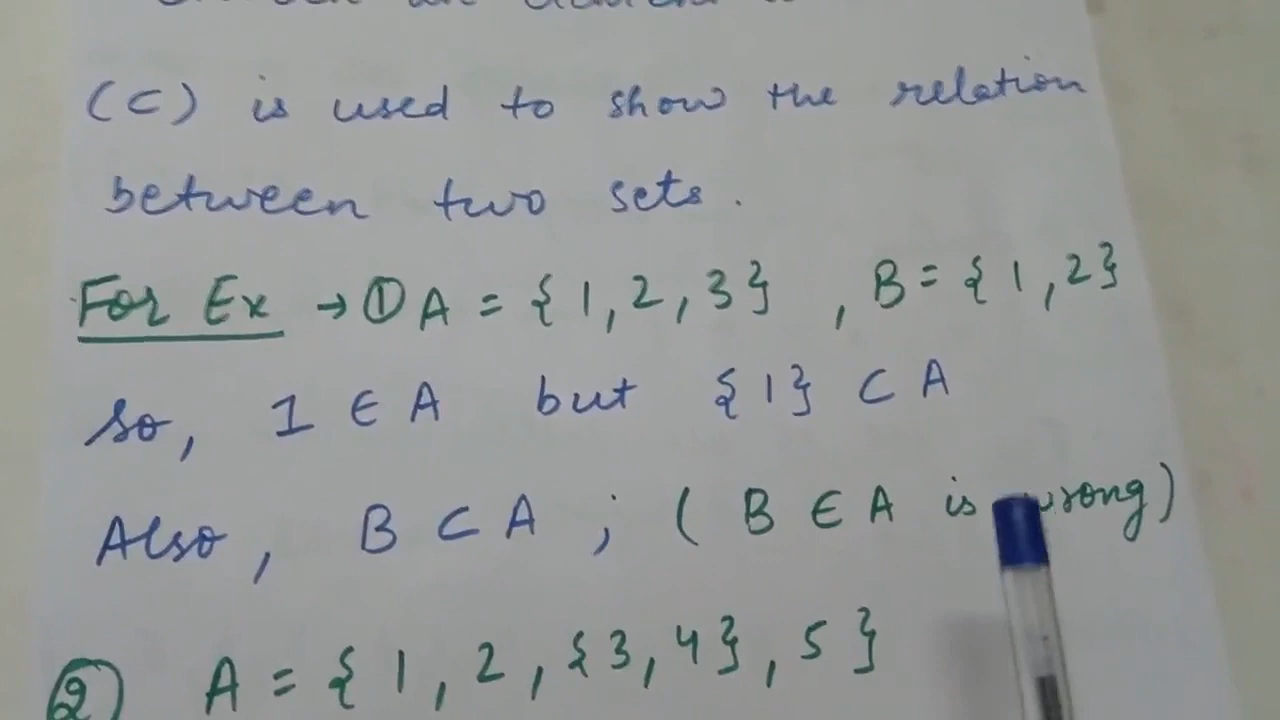 (⊂) is used to show the relation
between two sets.
For Ex → ① A = {1, 2, 3} , B = {1, 2}
so, 1 ∈ A but {1} ⊂ A
Also, B ⊂ A ; ( B ∈ A is wrong)
② A = {1, 2, {3, 4}, 5}